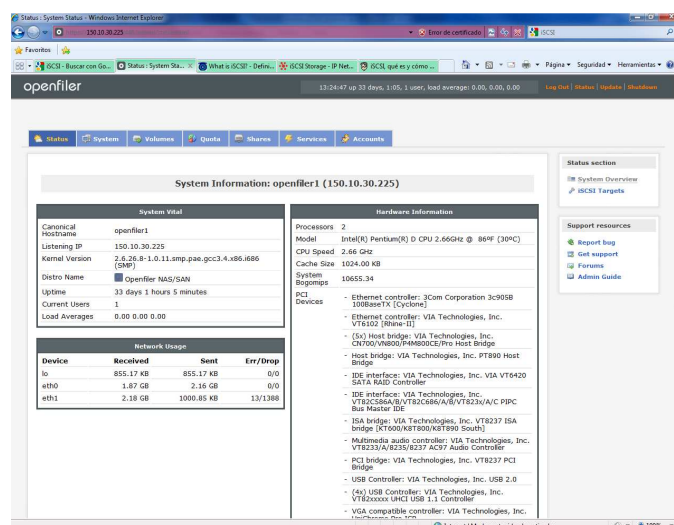 Status : System Status - Windows Internet Explorer
150.10.30.225
Error de certificado
iSCSI
Favoritos
iSCSI - Buscar con Go...
Status : System Sta...
What is iSCSI? - Defini...
iSCSI Storage - IP Net...
iSCSI, qué es y cómo ...
Página
Seguridad
Herramientas
openfiler
13:24:47 up 33 days, 1:05, 1 user, load average: 0.00, 0.00, 0.00
Log Out | Status | Update | Shutdown
Status
System
Volumes
Quota
Shares
Services
Accounts
System Information: openfiler1 (150.10.30.225)
System Vital
Canonical Hostname openfiler1
Listening IP 150.10.30.225
Kernel Version 2.6.26.8-1.0.11.smp.pae.gcc3.4.x86.i686
(SMP)
Distro Name Openfiler NAS/SAN
Uptime 33 days 1 hours 5 minutes
Current Users 1
Load Averages 0.00 0.00 0.00
Network Usage
Device Received Sent Err/Drop
lo 855.17 KB 855.17 KB 0/0
eth0 1.87 GB 2.16 GB 0/0
eth1 2.18 GB 1000.85 KB 13/1388
Hardware Information
Processors 2
Model Intel(R) Pentium(R) D CPU 2.66GHz @ 86ºF (30ºC)
CPU Speed 2.66 GHz
Cache Size 1024.00 KB
System Bogomips 10655.34
PCI Devices
- Ethernet controller: 3Com Corporation 3c905B
100BaseTX [Cyclone]
- Ethernet controller: VIA Technologies, Inc.
VT6102 [Rhine-II]
- (5x) Host bridge: VIA Technologies, Inc.
CN700/VN800/P4M800CE/Pro Host Bridge
- Host bridge: VIA Technologies, Inc. PT890 Host
Bridge
- IDE interface: VIA Technologies, Inc. VIA VT6420
SATA RAID Controller
- IDE interface: VIA Technologies, Inc.
VT82C586A/B/VT82C686/A/B/VT823x/A/C PIPC
Bus Master IDE
- ISA bridge: VIA Technologies, Inc. VT8237 ISA
bridge [KT600/K8T800/K8T890 South]
- Multimedia audio controller: VIA Technologies, Inc.
VT8233/A/8235/8237 AC97 Audio Controller
- PCI bridge: VIA Technologies, Inc. VT8237 PCI
Bridge
- USB Controller: VIA Technologies, Inc. USB 2.0
- (4x) USB Controller: VIA Technologies, Inc.
VT82xxxxx UHCI USB 1.1 Controller
- VGA compatible controller: VIA Technologies, Inc.
Status section
System Overview
iSCSI Targets
Support resources
Report bug
Get support
Forums
Admin Guide